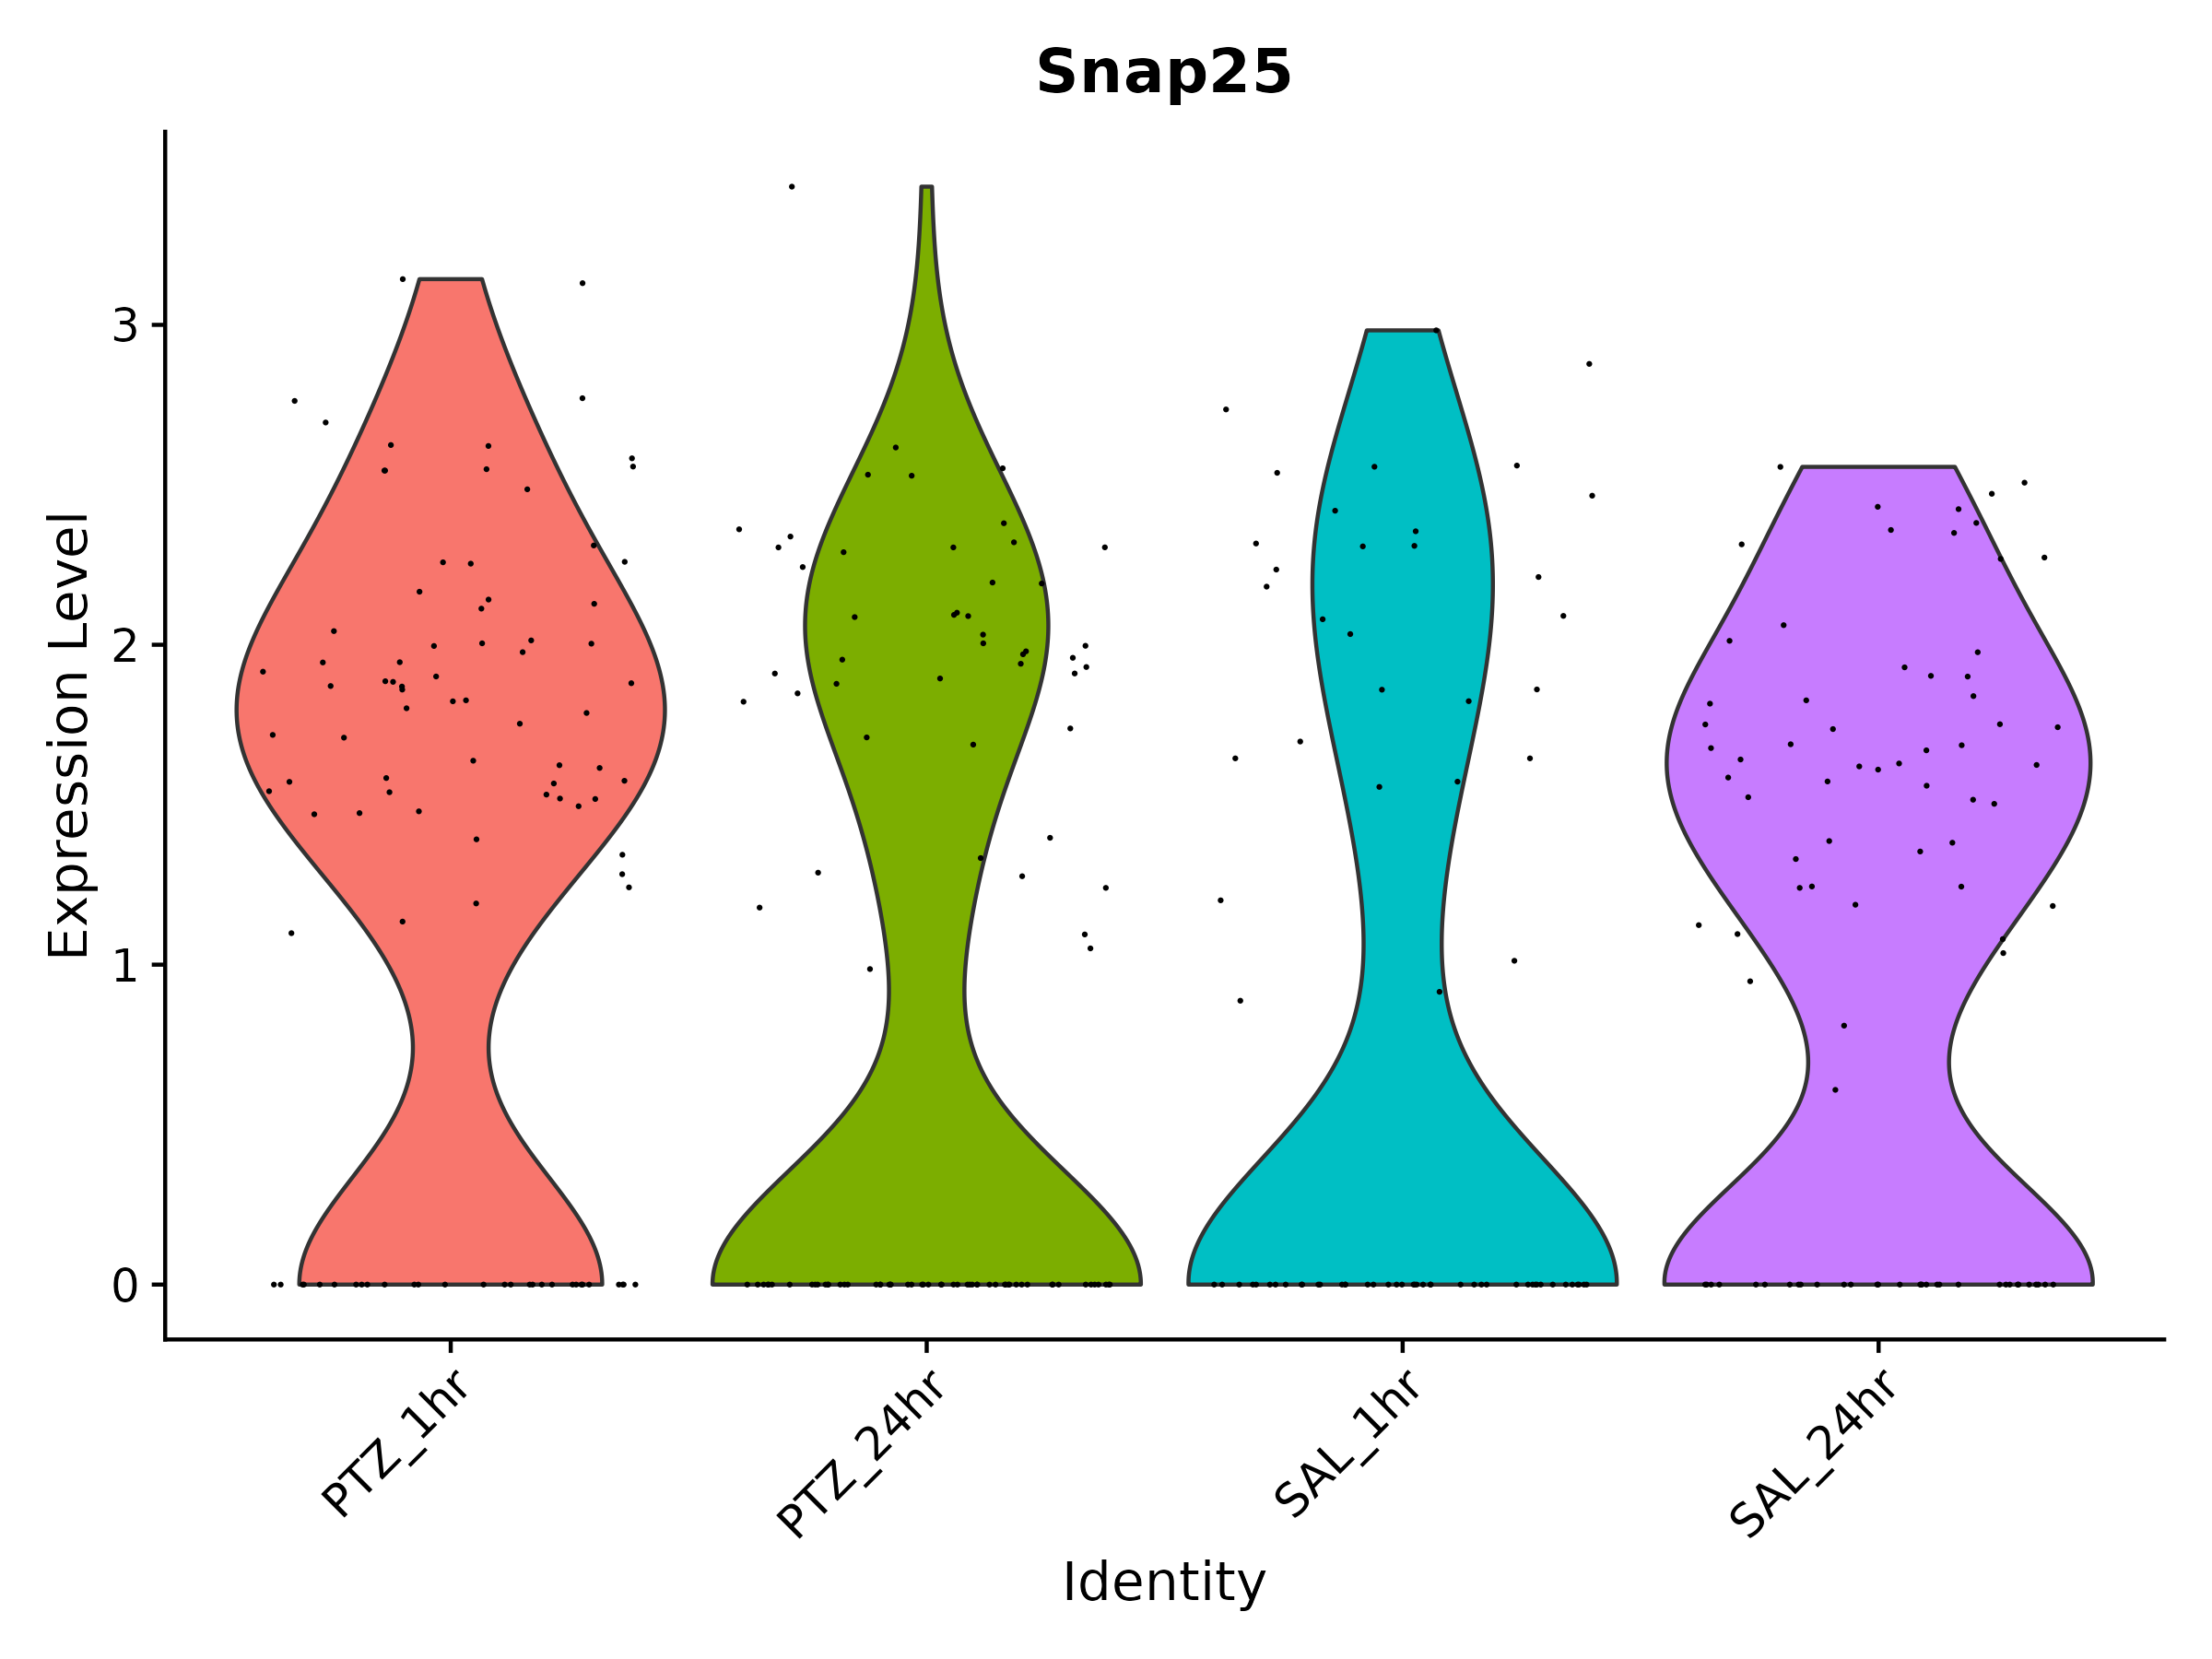 Snap25
Expression Level
3
2
1
0
PTZ_1hr
PTZ_24hr
SAL_1hr
SAL_24hr
Identity